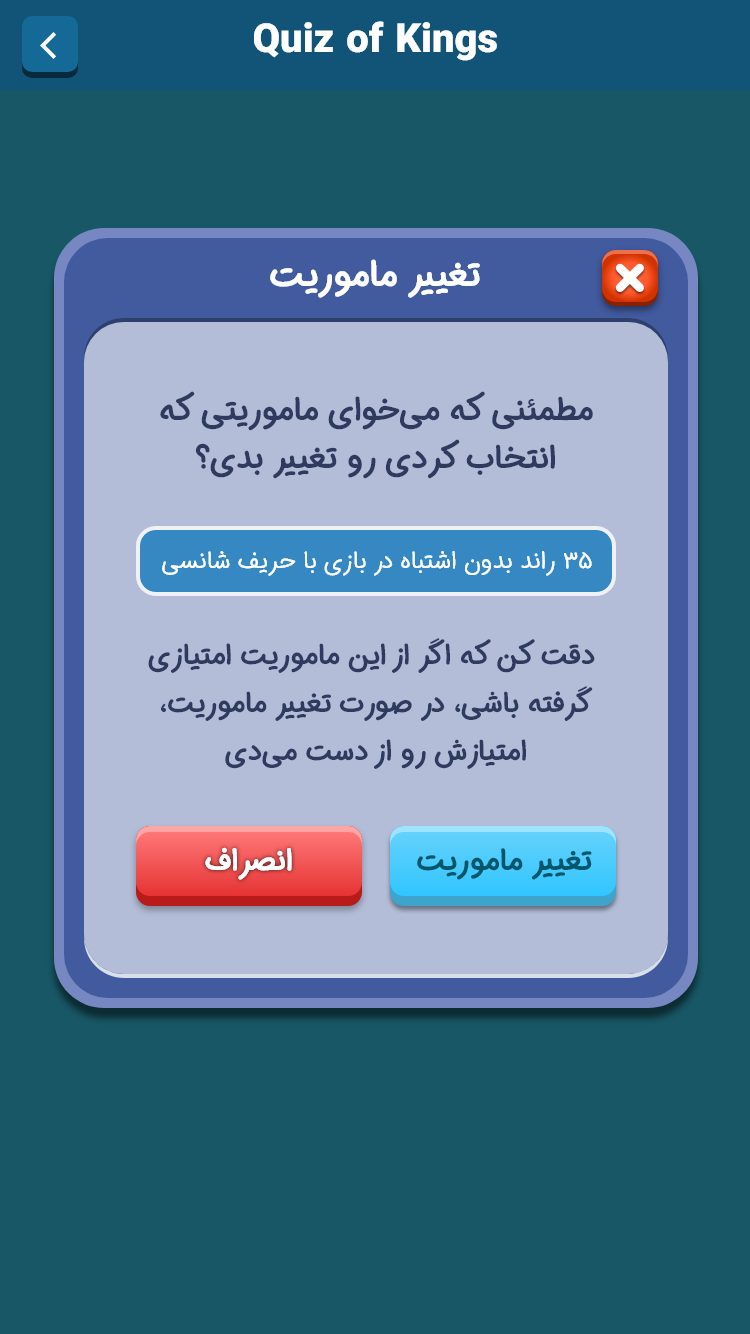 Quiz of Kings
تغییر ماموریت
مطمئنی که می‌خوای ماموریتی که
انتخاب کردی رو تغییر بدی؟
۳۵ راند بدون اشتباه در بازی با حریف شانسی
دقت کن که اگر از این ماموریت امتیازی
گرفته باشی، در صورت تغییر ماموریت،
امتیازش رو از دست می‌دی
تغییر ماموریت
انصراف